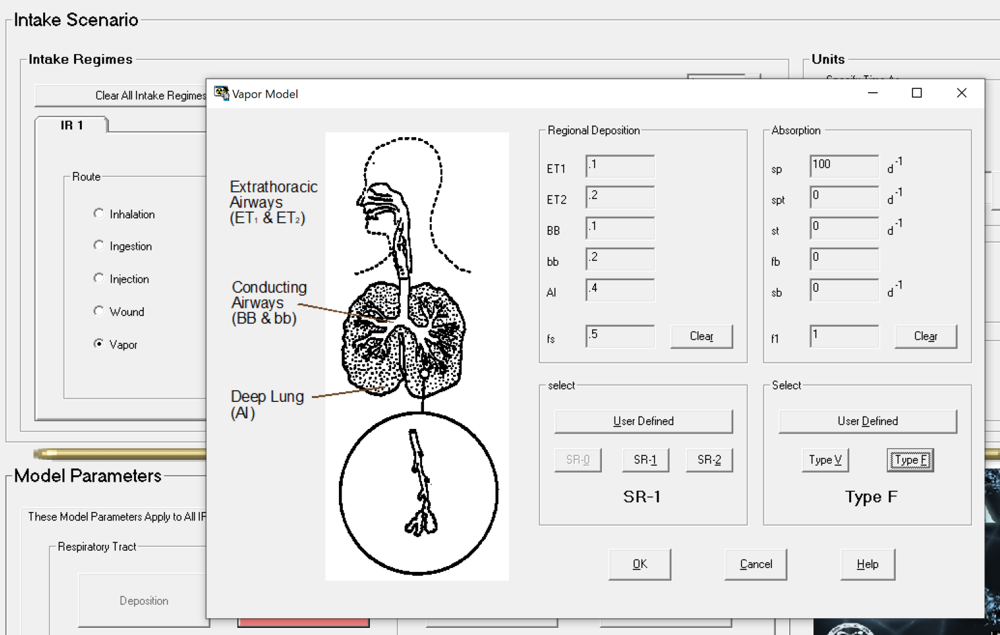 Intake Scenario
Intake Regimes
Units
Clear All Intake Regimes
IR 1
Route
Inhalation
Ingestion
Injection
Wound
Vapor
Model Parameters
These Model Parameters Apply to All
Respiratory Tract
Deposition
Vapor Model
Extrathoracic
Airways
(ET₁ & ET₂)
Conducting
Airways
(BB & bb)
Deep Lung
(AI)
Regional Deposition
ET1 .1
ET2 .2
BB .1
bb .2
AI .4
fs .5 Clear
Absorption
sp 100 d⁻¹
spt 0 d⁻¹
st 0 d⁻¹
fb 0
sb 0 d⁻¹
f1 1 Clear
select
User Defined
SR-0 SR-1 SR-2
SR-1
Select
User Defined
Type V Type F
Type F
OK Cancel Help